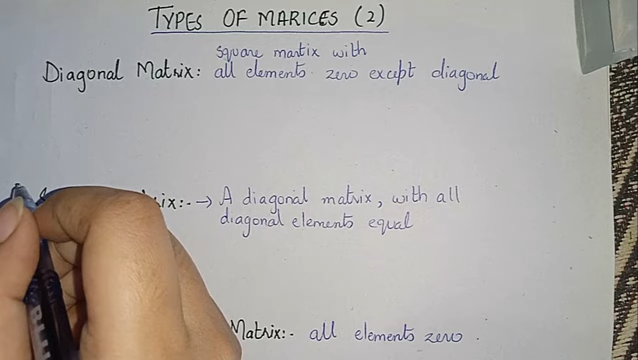 TYPES OF MARICES (2)
square martix with
Diagonal Matrix: all elements zero except diagonal
A diagonal matrix, with all
diagonal elements equal
Matrix:- all elements zero.